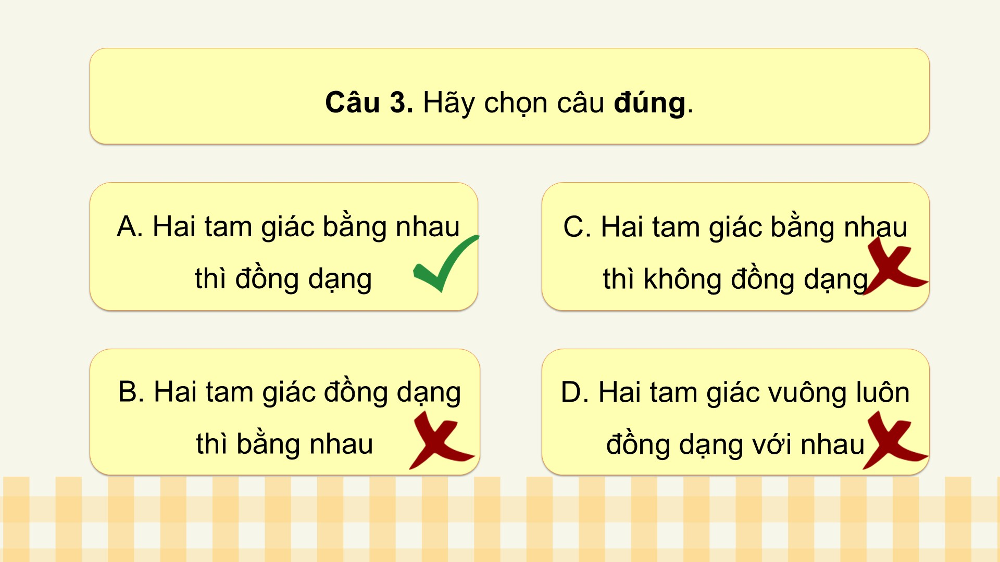 Câu 3. Hãy chọn câu đúng.
A. Hai tam giác bằng nhau
thì đồng dạng
C. Hai tam giác bằng nhau
thì không đồng dạng
B. Hai tam giác đồng dạng
thì bằng nhau
D. Hai tam giác vuông luôn
đồng dạng với nhau